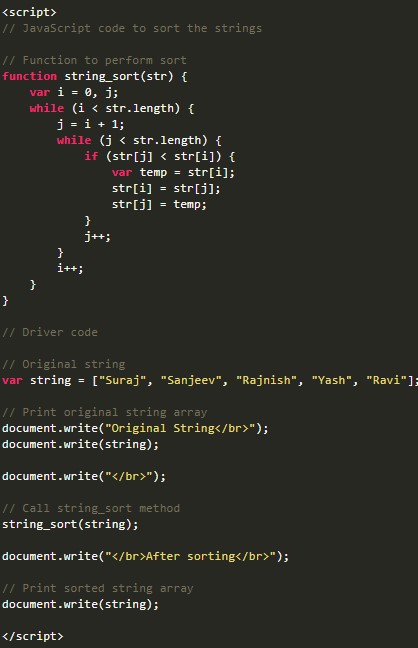 <script>
// JavaScript code to sort the strings
// Function to perform sort
function string_sort(str) {
var i = 0, j;
while (i < str.length) {
j = i + 1;
while (j < str.length) {
if (str[j] < str[i]) {
var temp = str[i];
str[i] = str[j];
str[j] = temp;
}
j++;
}
i++;
}
}
// Driver code
// Original string
var string = ["Suraj", "Sanjeev", "Rajnish", "Yash", "Ravi"];
// Print original string array
document.write("Original String</br>");
document.write(string);
document.write("</br>");
// Call string_sort method
string_sort(string);
document.write("</br>After sorting</br>");
// Print sorted string array
document.write(string);
</script>